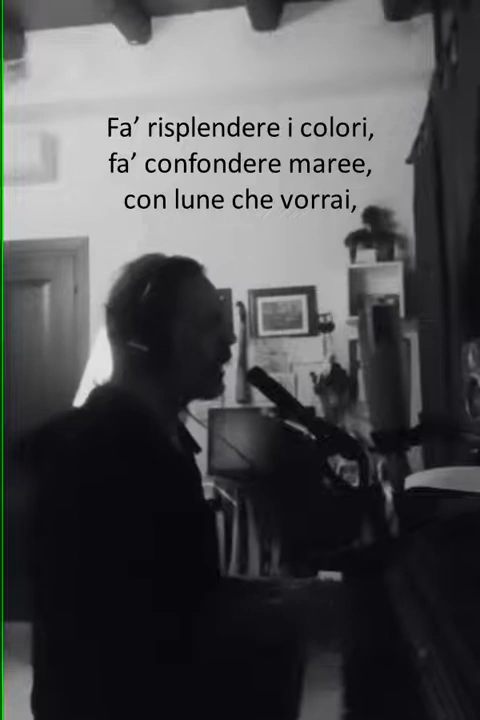 Fa’ risplendere i colori,
fa’ confondere maree,
con lune che vorrai,